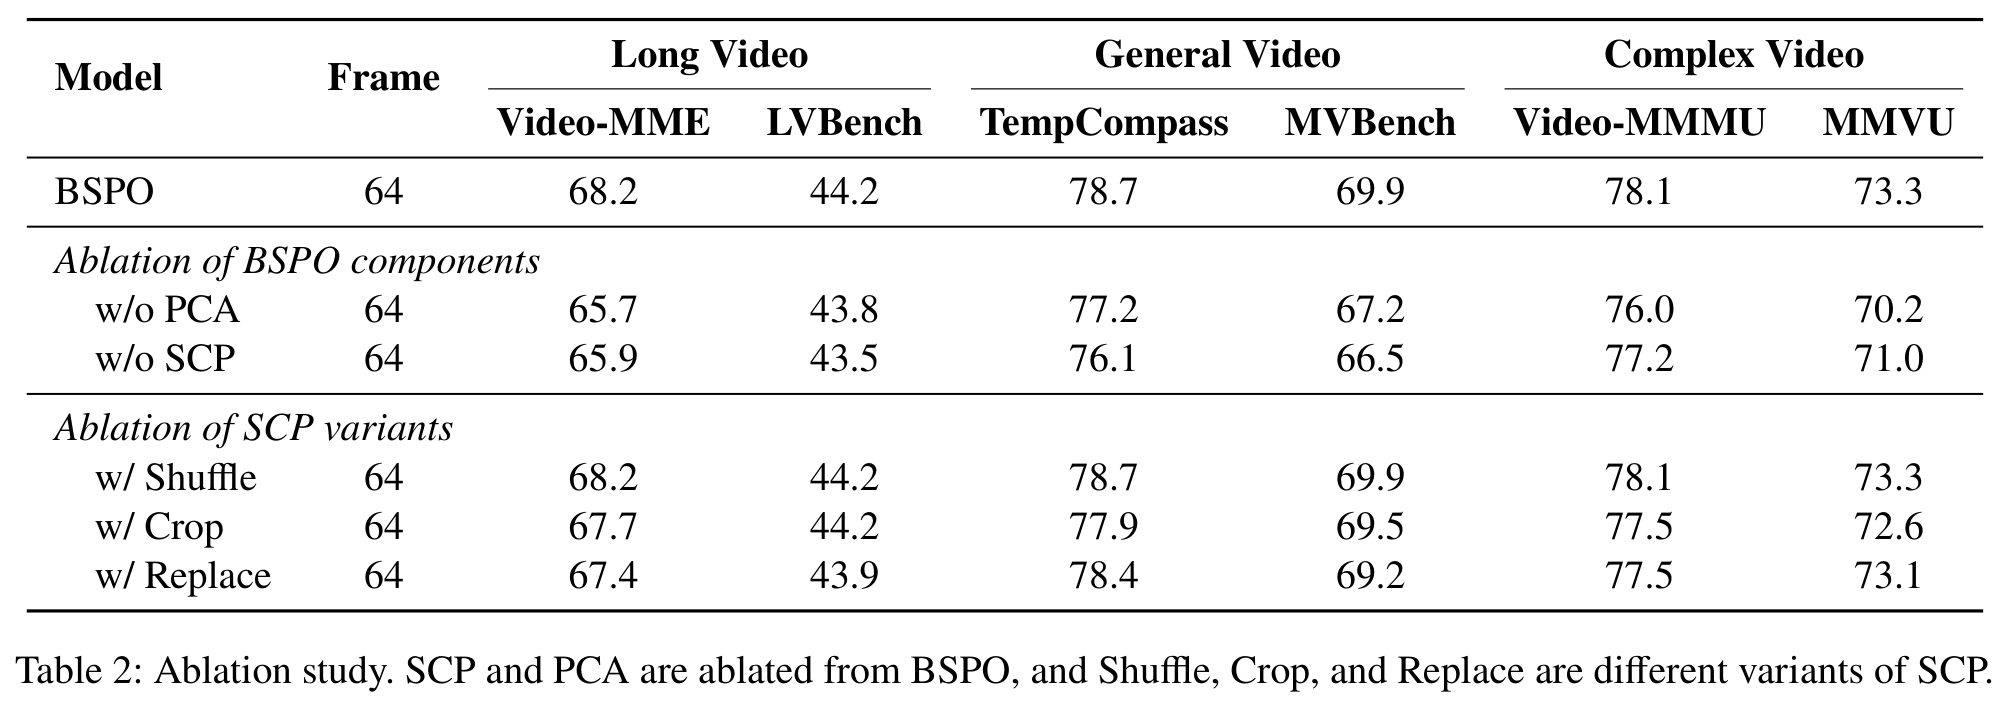 Model Frame Long Video General Video Complex Video
Video-MME LVBench TempCompass MVBench Video-MMMU MMVU
BSPO 64 68.2 44.2 78.7 69.9 78.1 73.3
Ablation of BSPO components
w/o PCA 64 65.7 43.8 77.2 67.2 76.0 70.2
w/o SCP 64 65.9 43.5 76.1 66.5 77.2 71.0
Ablation of SCP variants
w/ Shuffle 64 68.2 44.2 78.7 69.9 78.1 73.3
w/ Crop 64 67.7 44.2 77.9 69.5 77.5 72.6
w/ Replace 64 67.4 43.9 78.4 69.2 77.5 73.1
Table 2: Ablation study. SCP and PCA are ablated from BSPO, and Shuffle, Crop, and Replace are different variants of SCP.